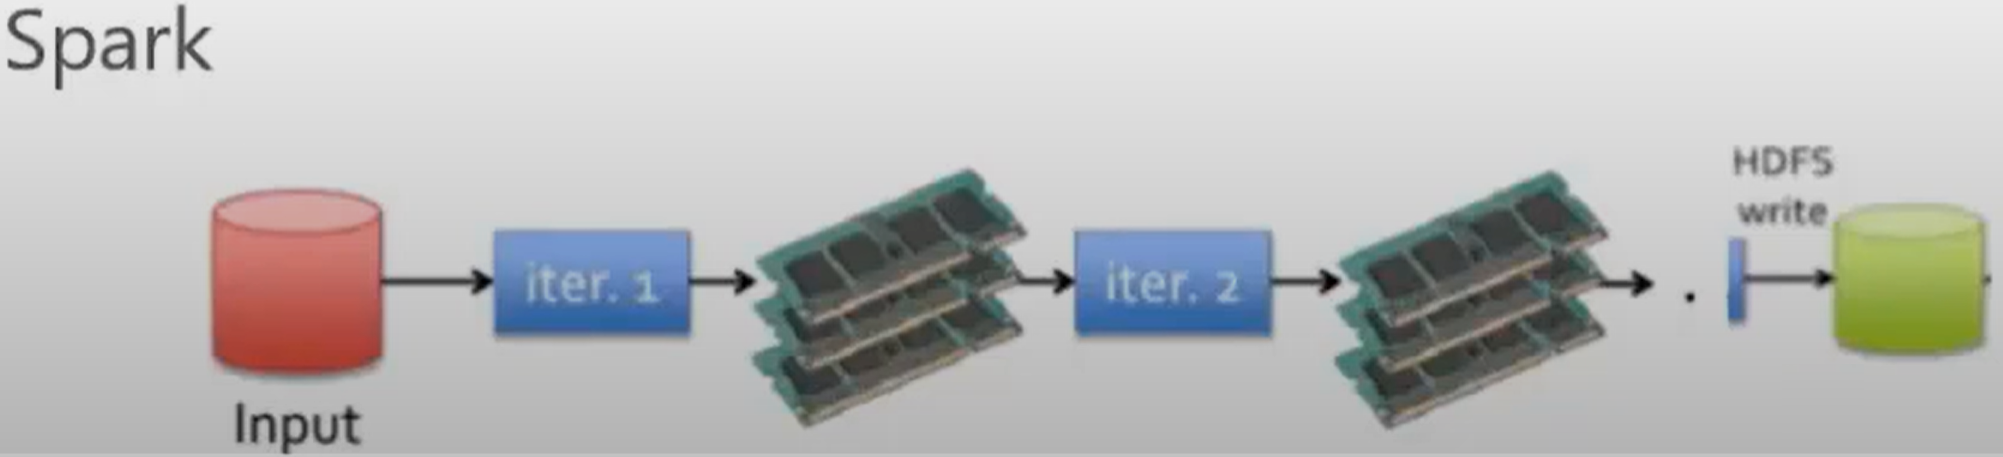 Spark
HDFS
write
iter. 1
iter. 2
Input